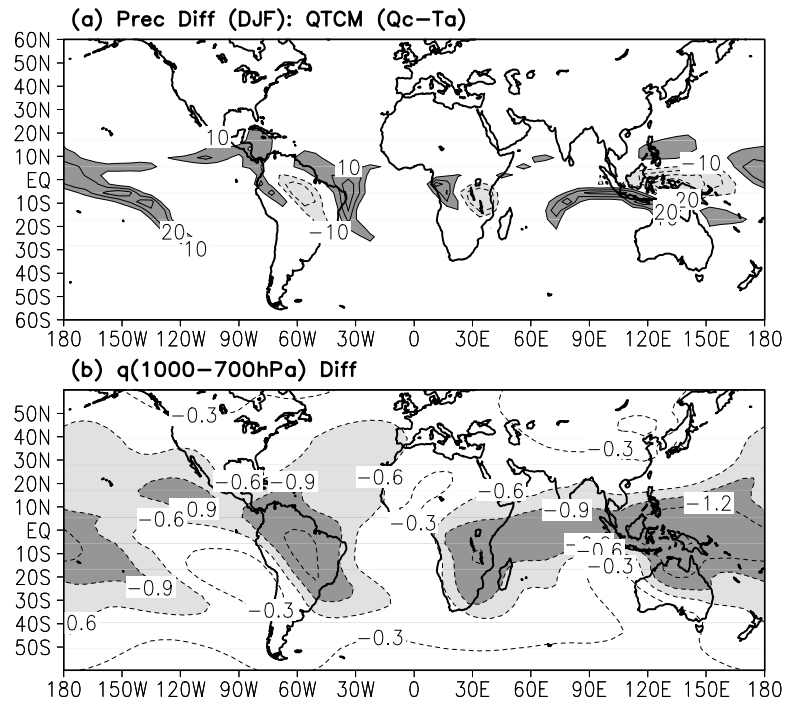 (a) Prec Diff (DJF): QTCM (Qc−Ta)
60N
50N
40N
30N
20N
10N
EQ
10S
20S
30S
40S
50S
60S
10
10
−10
−10
20
10
20
20
180 150W 120W 90W 60W 30W 0 30E 60E 90E 120E 150E 180
(b) q(1000−700hPa) Diff
50N
40N
30N
20N
10N
EQ
10S
20S
30S
40S
50S
−0.3
−0.3
−0.6 −0.9
−0.6
−0.6
−0.9
−1.2
0.9
−0.6
−0.3
−0.6
−0.3
−0.9
−0.3
−0.6
−0.3
180 150W 120W 90W 60W 30W 0 30E 60E 90E 120E 150E 180